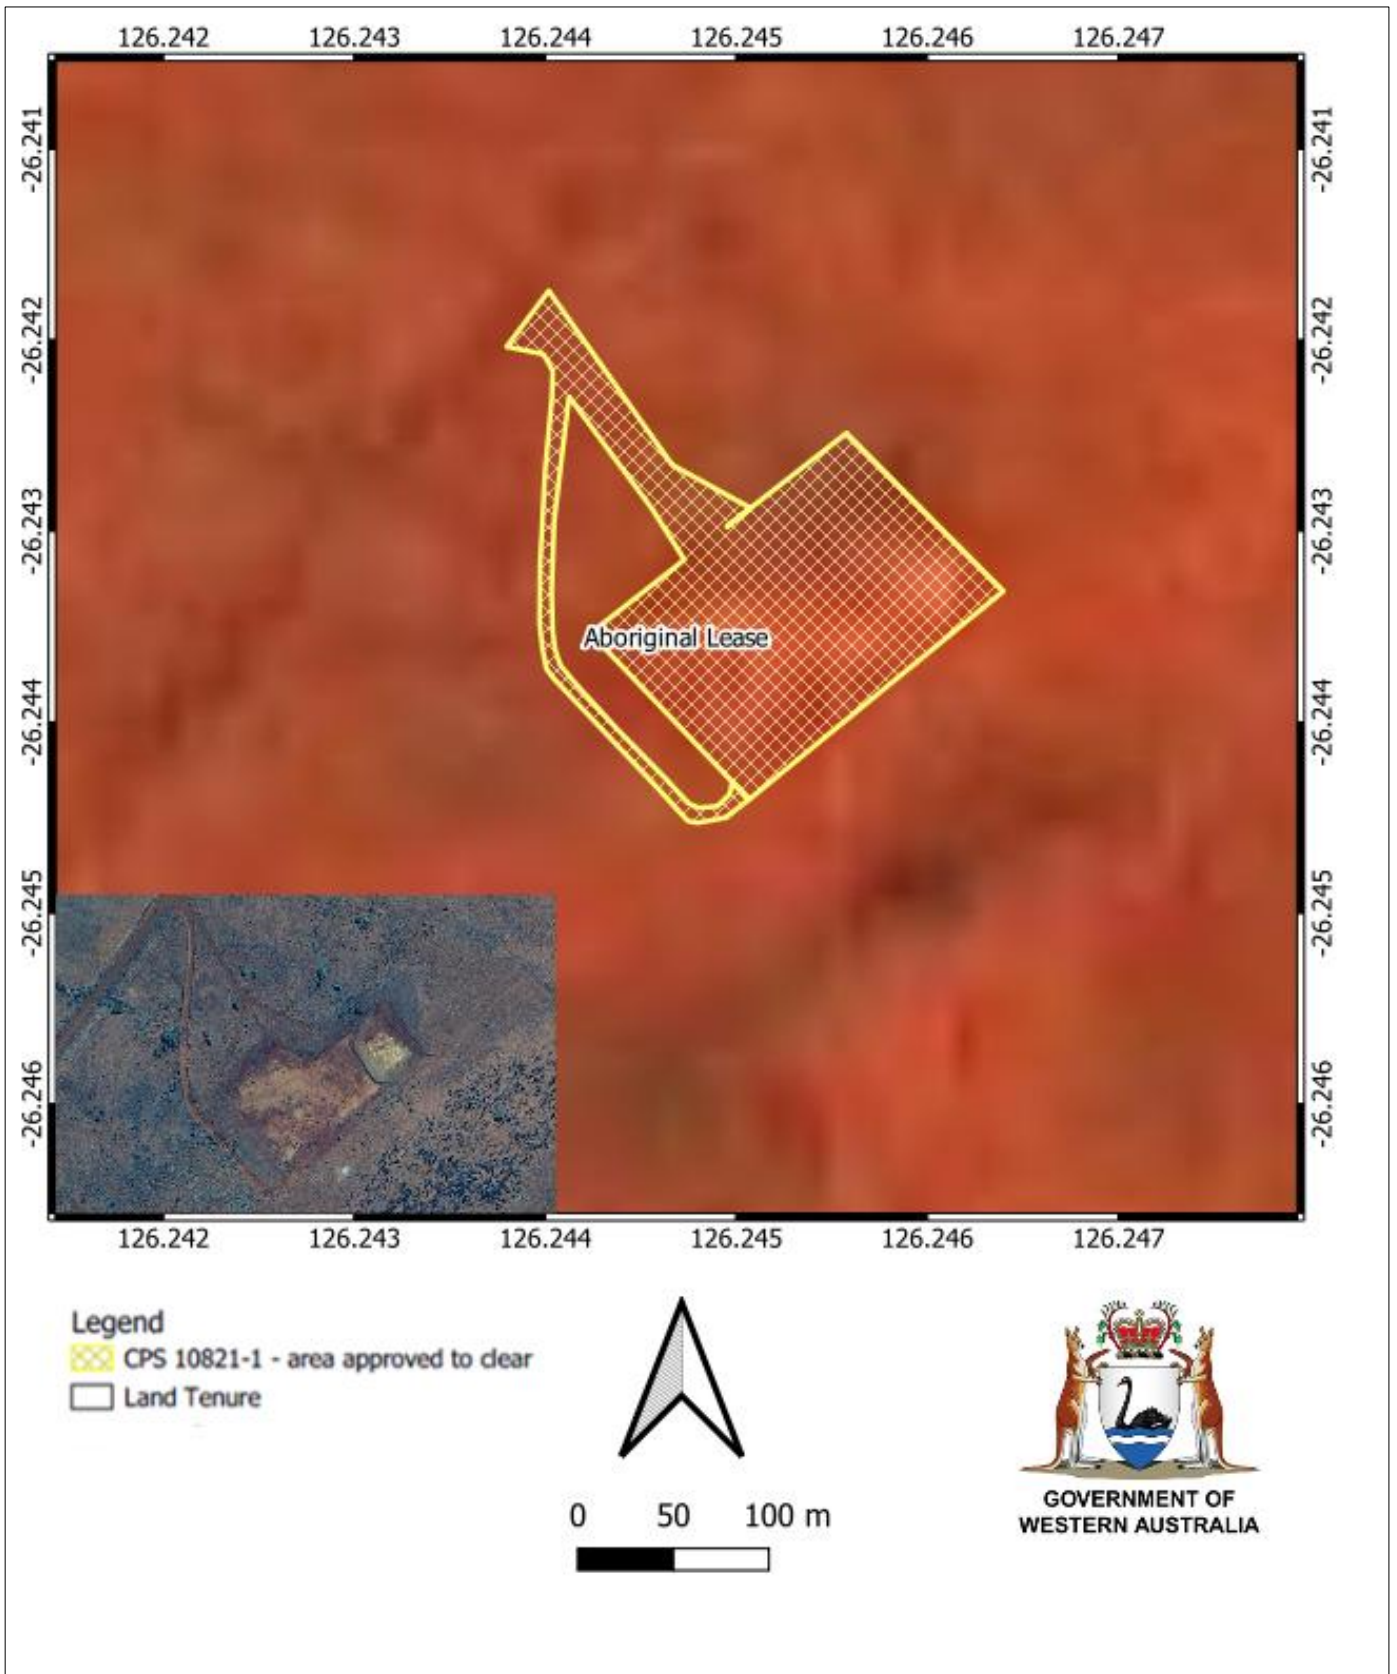 126.242 126.243 126.244 126.245 126.246 126.247
-26.241 -26.241
-26.242 -26.242
-26.243 -26.243
Aboriginal Lease
-26.244 -26.244
-26.245 -26.245
-26.246 -26.246
126.242 126.243 126.244 126.245 126.246 126.247
Legend
CPS 10821-1 - area approved to clear
Land Tenure
0 50 100 m
GOVERNMENT OF
WESTERN AUSTRALIA